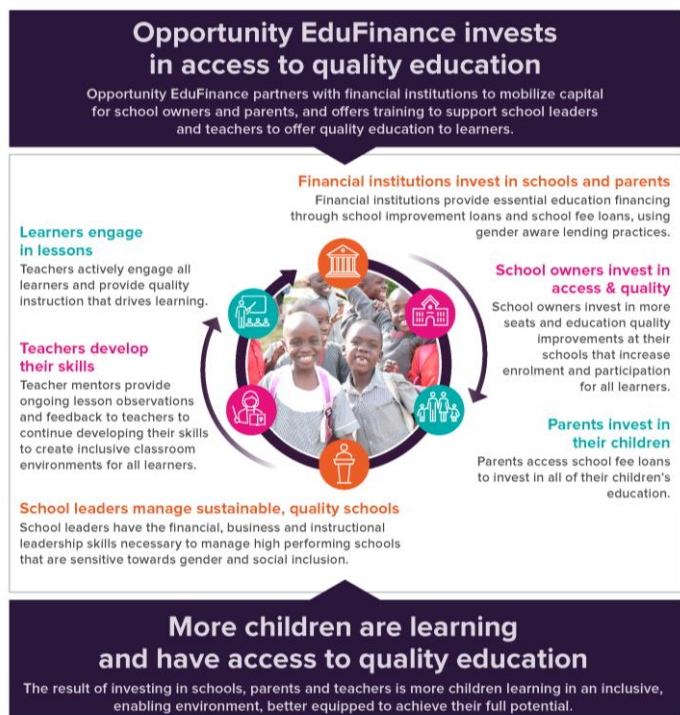 Opportunity EduFinance invests
in access to quality education
Opportunity EduFinance partners with financial institutions to mobilize capital
for school owners and parents, and offers training to support school leaders
and teachers to offer quality education to learners.
Financial institutions invest in schools and parents
Financial institutions provide essential education financing
through school improvement loans and school fee loans, using
gender aware lending practices.
School owners invest in
access & quality
School owners invest in more
seats and education quality
improvements at their
schools that increase
enrolment and participation
for all learners.
Parents invest in
their children
Parents access school fee loans
to invest in all of their children's
education.
School leaders manage sustainable, quality schools
School leaders have the financial, business and instructional
leadership skills necessary to manage high performing schools
that are sensitive towards gender and social inclusion.
Teachers develop
their skills
Teacher mentors provide
ongoing lesson observations
and feedback to teachers to
continue developing their skills
to create inclusive classroom
environments for all learners.
Learners engage
in lessons
Teachers actively engage all
learners and provide quality
instruction that drives learning.
More children are learning
and have access to quality education
The result of investing in schools, parents and teachers is more children learning in an inclusive,
enabling environment, better equipped to achieve their full potential.